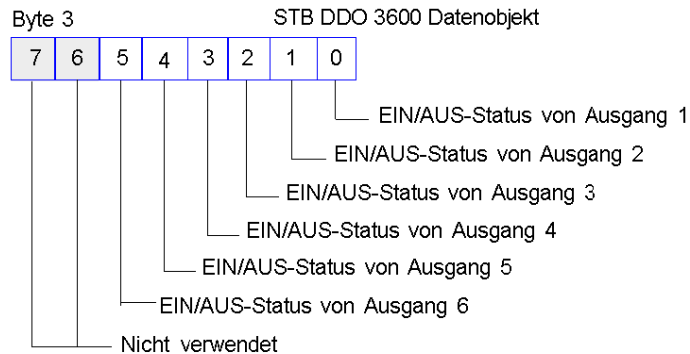 Byte 3 STB DDO 3600 Datenobjekt
7 6 5 4 3 2 1 0
EIN/AUS-Status von Ausgang 1
EIN/AUS-Status von Ausgang 2
EIN/AUS-Status von Ausgang 3
EIN/AUS-Status von Ausgang 4
EIN/AUS-Status von Ausgang 5
EIN/AUS-Status von Ausgang 6
Nicht verwendet